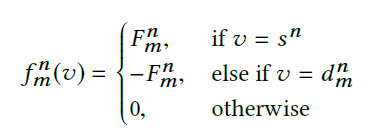 F_m^n, if v = s^n
f_m^n(v) = { -F_m^n, else if v = d_m^n
0, otherwise